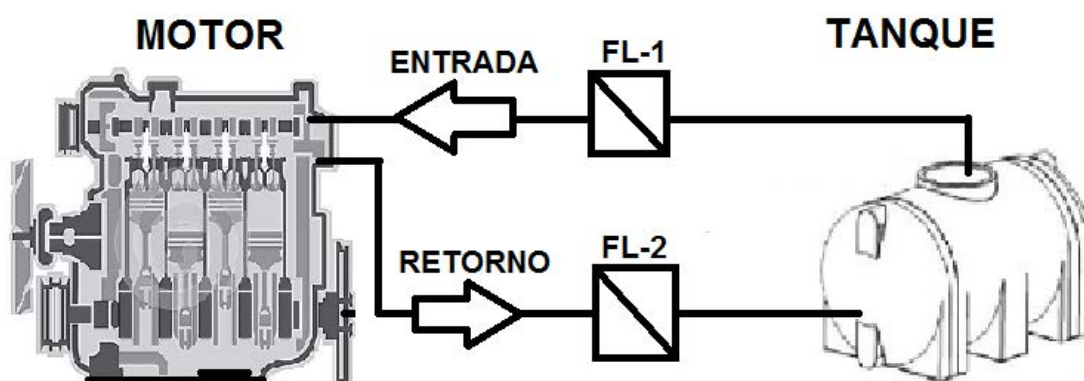 MOTOR
TANQUE
ENTRADA
FL-1
RETORNO
FL-2